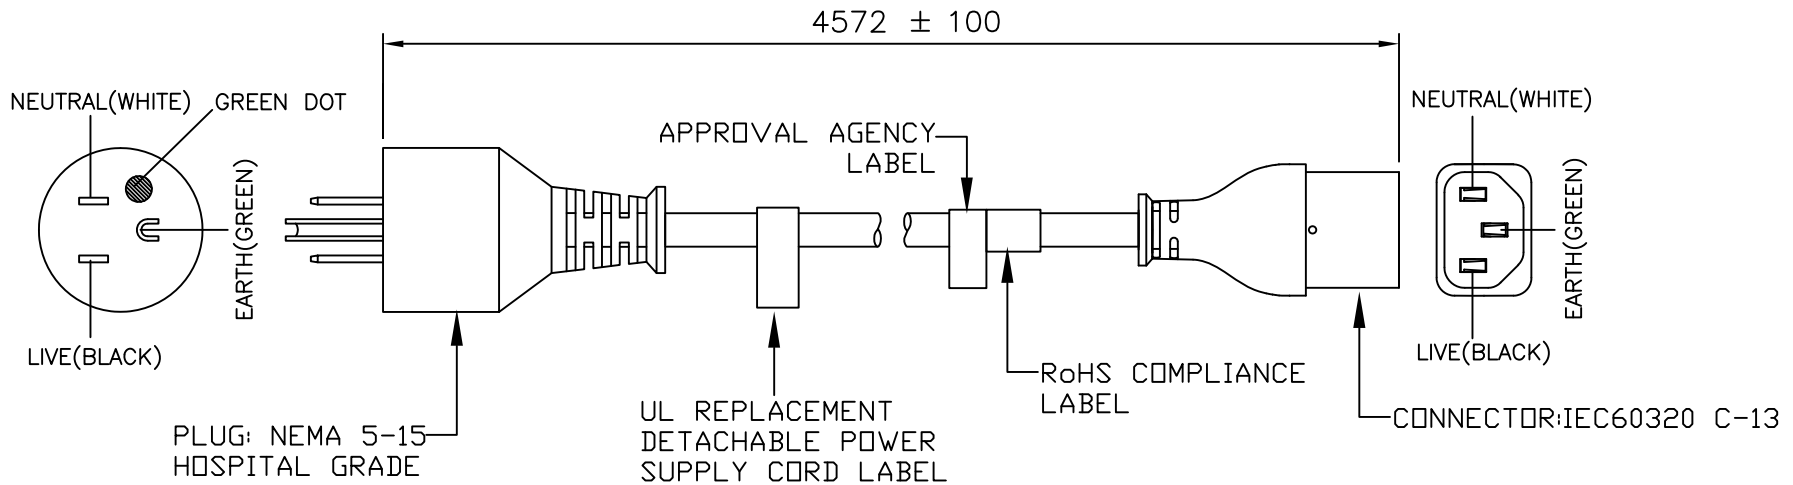 4572 ± 100
NEUTRAL(WHITE)
GREEN DOT
EARTH(GREEN)
LIVE(BLACK)
APPROVAL AGENCY
LABEL
NEUTRAL(WHITE)
EARTH(GREEN)
LIVE(BLACK)
PLUG: NEMA 5-15
HOSPITAL GRADE
UL REPLACEMENT
DETACHABLE POWER
SUPPLY CORD LABEL
RoHS COMPLIANCE
LABEL
CONNECTOR:IEC60320 C-13